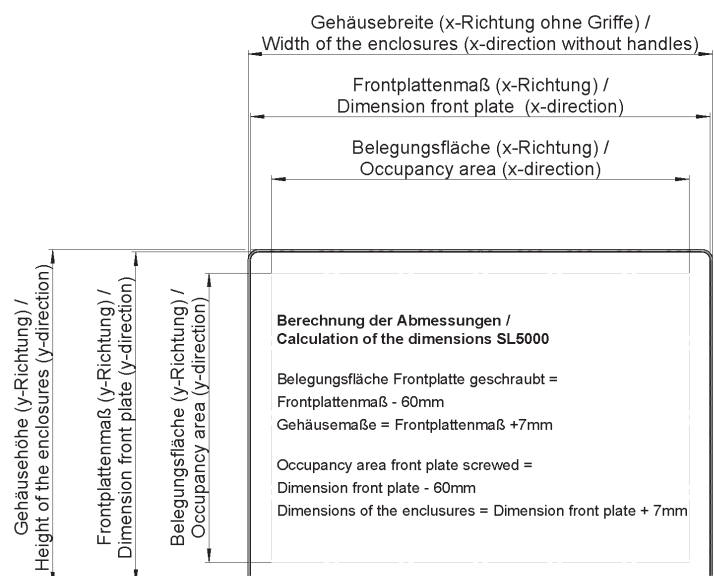 Gehäusebreite (x-Richtung ohne Griffe) /
Width of the enclosures (x-direction without handles)
Frontplattenmaß (x-Richtung) /
Dimension front plate (x-direction)
Belegungsfläche (x-Richtung) /
Occupancy area (x-direction)
Gehäusehöhe (y-Richtung) /
Height of the enclosures (y-direction)
Frontplattenmaß (y-Richtung) /
Dimension front plate (y-direction)
Belegungsfläche (y-Richtung) /
Occupancy area (y-direction)
Berechnung der Abmessungen /
Calculation of the dimensions SL5000
Belegungsfläche Frontplatte geschraubt =
Frontplattenmaß - 60mm
Gehäusemaße = Frontplattenmaß +7mm
Occupancy area front plate screwed =
Dimension front plate - 60mm
Dimensions of the enclusures = Dimension front plate + 7mm